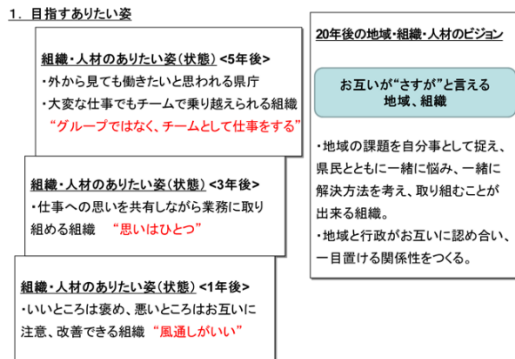 1. 目指すありたい姿
組織・人材のありたい姿(状態) <5年後>
・外から見ても働きたいと思われる県庁
・大変な仕事でもチームで乗り越えられる組織
“グループではなく、チームとして仕事をする”
組織・人材のありたい姿(状態) <3年後>
・仕事への思いを共有しながら業務に取り
組める組織 “思いはひとつ”
組織・人材のありたい姿(状態) <1年後>
・いいところは褒め、悪いところはお互いに
注意、改善できる組織 “風通しがいい”
20年後の地域・組織・人材のビジョン
お互いが“さすが”と言える
地域、組織
・地域の課題を自分事として捉え、
県民とともに一緒に悩み、一緒に
解決方法を考え、取り組むことが
出来る組織。
・地域と行政がお互いに認め合い、
一目置ける関係性をつくる。